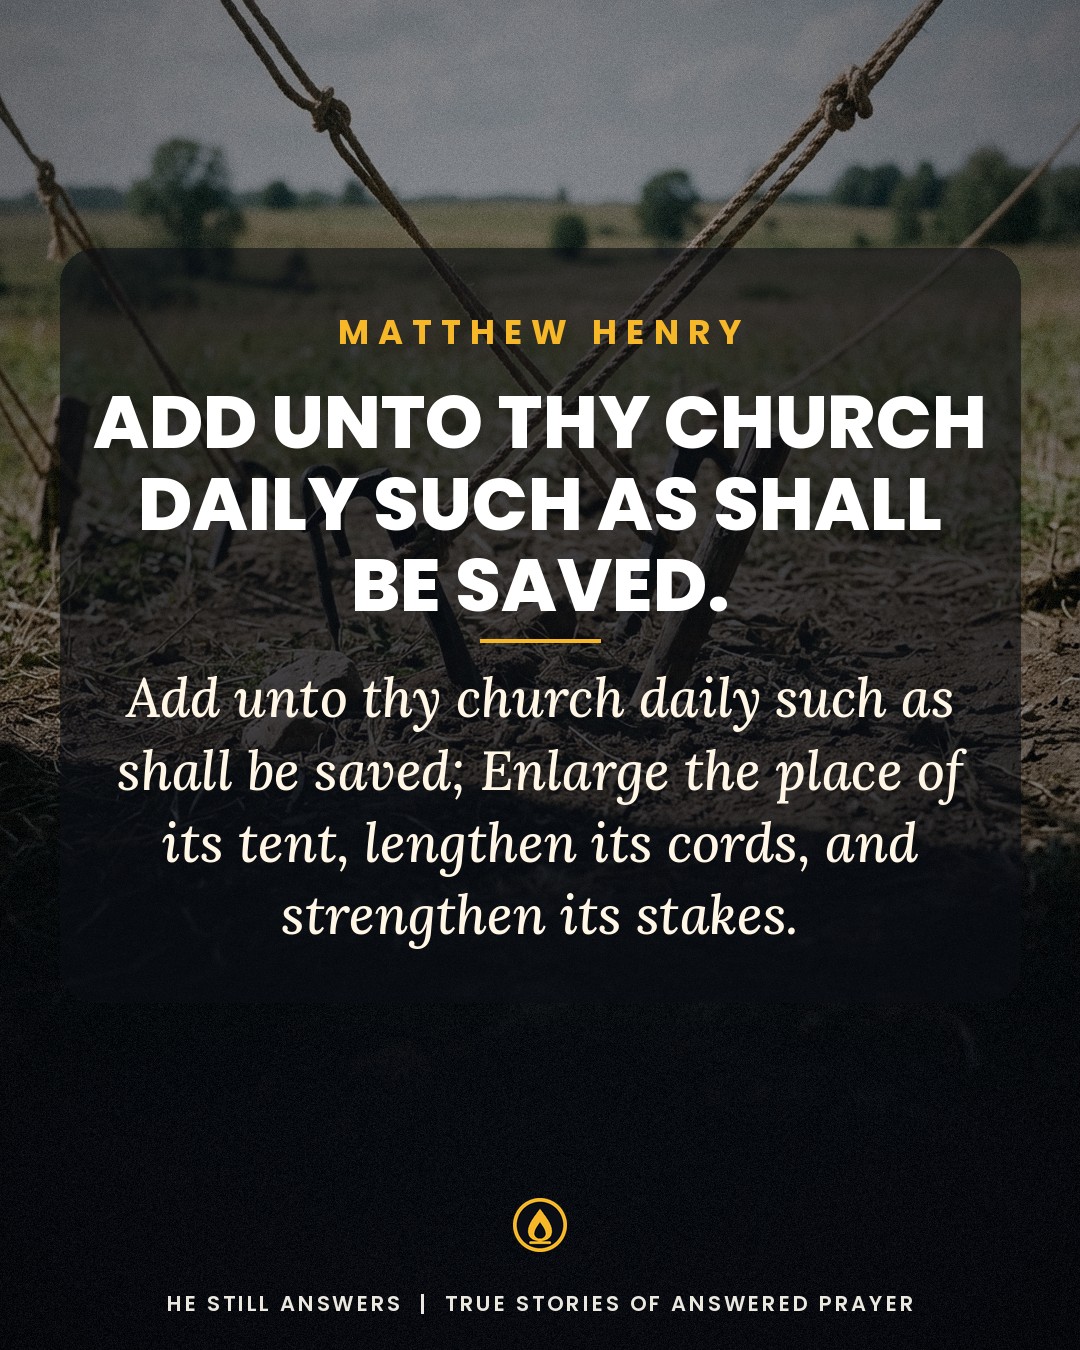 MATTHEW HENRY
ADD UNTO THY CHURCH
DAILY SUCH AS SHALL
BE SAVED.
Add unto thy church daily such as
shall be saved; Enlarge the place of
its tent, lengthen its cords, and
strengthen its stakes.
HE STILL ANSWERS | TRUE STORIES OF ANSWERED PRAYER